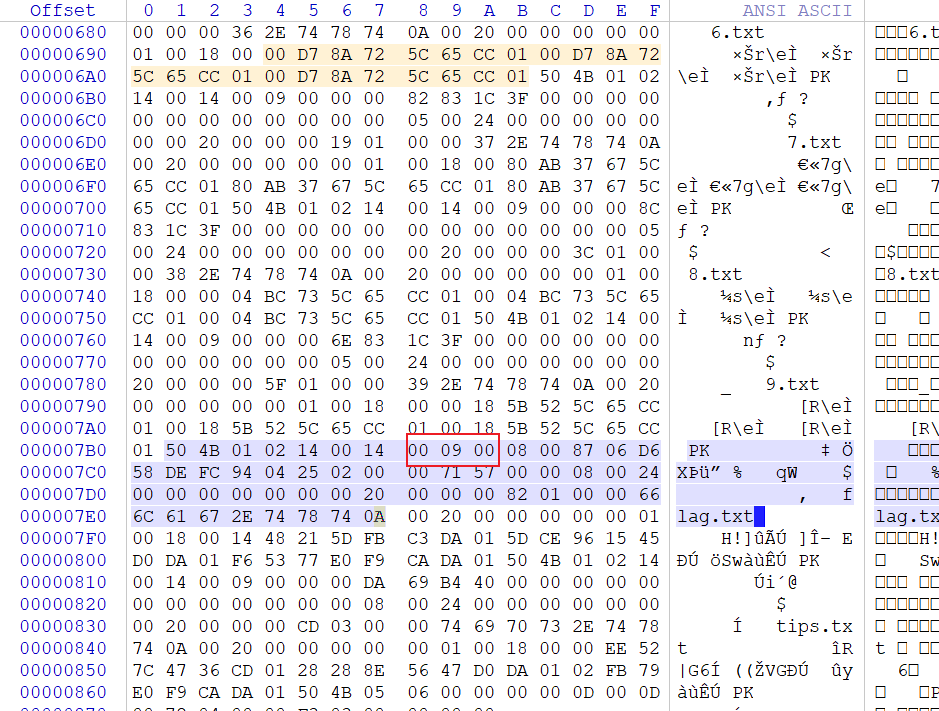 Offset 0 1 2 3 4 5 6 7 8 9 A B C D E F ANSI ASCII
00000680 00 00 00 36 2E 74 78 74 0A 00 20 00 00 00 00 00 6.txt
00000690 01 00 18 00 00 D7 8A 72 5C 65 CC 01 00 D7 8A 72 ×Šr\eÌ ×Šr
000006A0 5C 65 CC 01 00 D7 8A 72 5C 65 CC 01 50 4B 01 02 \eÌ ×Šr\eÌ PK
000006B0 14 00 14 00 09 00 00 00 82 83 1C 3F 00 00 00 00 ‚ƒ ?
000006C0 00 00 00 00 00 00 00 00 05 00 24 00 00 00 00 00 $
000006D0 00 00 20 00 00 00 19 01 00 00 37 2E 74 78 74 0A 7.txt
000006E0 00 20 00 00 00 00 00 01 00 18 00 80 AB 37 67 5C €«7g\
000006F0 65 CC 01 80 AB 37 67 5C 65 CC 01 80 AB 37 67 5C eÌ €«7g\eÌ €«7g\
00000700 65 CC 01 50 4B 01 02 14 00 14 00 09 00 00 00 8C eÌ PK Œ
00000710 83 1C 3F 00 00 00 00 00 00 00 00 00 00 00 00 05 ƒ ?
00000720 00 24 00 00 00 00 00 00 00 20 00 00 00 3C 01 00 $ <
00000730 00 38 2E 74 78 74 0A 00 20 00 00 00 00 00 01 00 8.txt
00000740 18 00 00 04 BC 73 5C 65 CC 01 00 04 BC 73 5C 65 ¼s\eÌ ¼s\e
00000750 CC 01 00 04 BC 73 5C 65 CC 01 50 4B 01 02 14 00 Ì ¼s\eÌ PK
00000760 14 00 09 00 00 00 6E 83 1C 3F 00 00 00 00 00 00 nƒ ?
00000770 00 00 00 00 00 00 05 00 24 00 00 00 00 00 00 00 $
00000780 20 00 00 00 5F 01 00 00 39 2E 74 78 74 0A 00 20 _ 9.txt
00000790 00 00 00 00 00 01 00 18 00 00 18 5B 52 5C 65 CC [R\eÌ
000007A0 01 00 18 5B 52 5C 65 CC 01 00 18 5B 52 5C 65 CC [R\eÌ [R\eÌ
000007B0 01 50 4B 01 02 14 00 14 00 09 00 08 00 87 06 D6 PK ‡ Ö
000007C0 58 DE FC 94 04 25 02 00 00 71 57 00 00 08 00 24 XÞü” % qW $
000007D0 00 00 00 00 00 00 00 20 00 00 00 82 01 00 00 66 ‚ f
000007E0 6C 61 67 2E 74 78 74 0A 00 20 00 00 00 00 00 01 lag.txt
000007F0 00 18 00 14 48 21 5D FB C3 DA 01 5D CE 96 15 45 H!]ûÃÚ ]Î– E
00000800 D0 DA 01 F6 53 77 E0 F9 CA DA 01 50 4B 01 02 14 ÐÚ öSwàùÊÚ PK
00000810 00 14 00 09 00 00 00 DA 69 B4 40 00 00 00 00 00 Úi´@
00000820 00 00 00 00 00 00 00 08 00 24 00 00 00 00 00 00 $
00000830 00 20 00 00 00 CD 03 00 00 74 69 70 73 2E 74 78 Í tips.tx
00000840 74 0A 00 20 00 00 00 00 00 01 00 18 00 00 EE 52 t îR
00000850 7C 47 36 CD 01 28 28 8E 56 47 D0 DA 01 02 FB 79 |G6Í ((ŽVGÐÚ ûy
00000860 E0 F9 CA DA 01 50 4B 05 06 00 00 00 00 0D 00 0D àùÊÚ PK